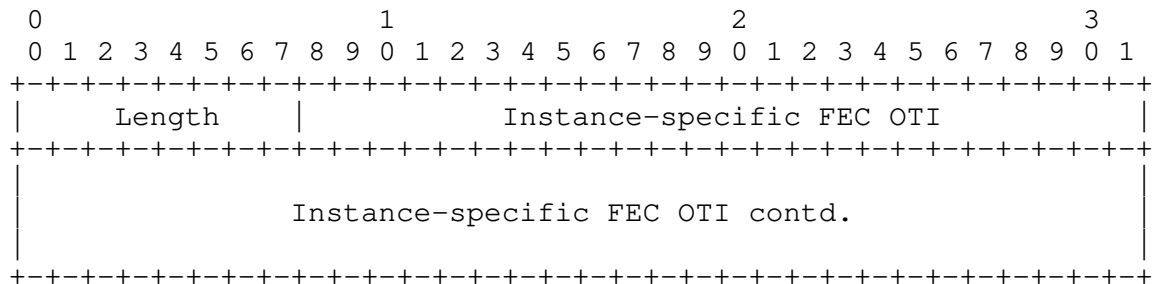 0                   1                   2                   3
 0 1 2 3 4 5 6 7 8 9 0 1 2 3 4 5 6 7 8 9 0 1 2 3 4 5 6 7 8 9 0 1
+-+-+-+-+-+-+-+-+-+-+-+-+-+-+-+-+-+-+-+-+-+-+-+-+-+-+-+-+-+-+-+-+
|     Length    |           Instance-specific FEC OTI           |
+-+-+-+-+-+-+-+-+-+-+-+-+-+-+-+-+-+-+-+-+-+-+-+-+-+-+-+-+-+-+-+-+
|                                                               |
|               Instance-specific FEC OTI contd.                |
|                                                               |
+-+-+-+-+-+-+-+-+-+-+-+-+-+-+-+-+-+-+-+-+-+-+-+-+-+-+-+-+-+-+-+-+